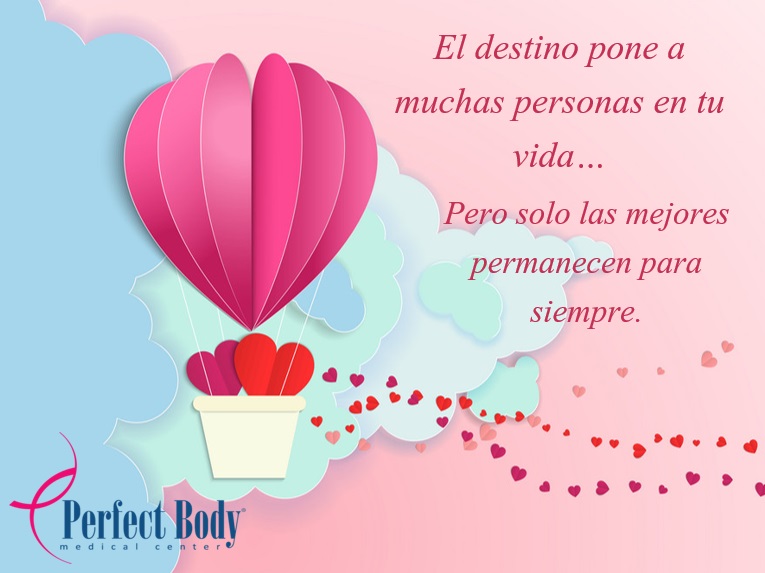 El destino pone a
muchas personas en tu
vida…
Pero solo las mejores
permanecen para
siempre.
Perfect Body®
medical center